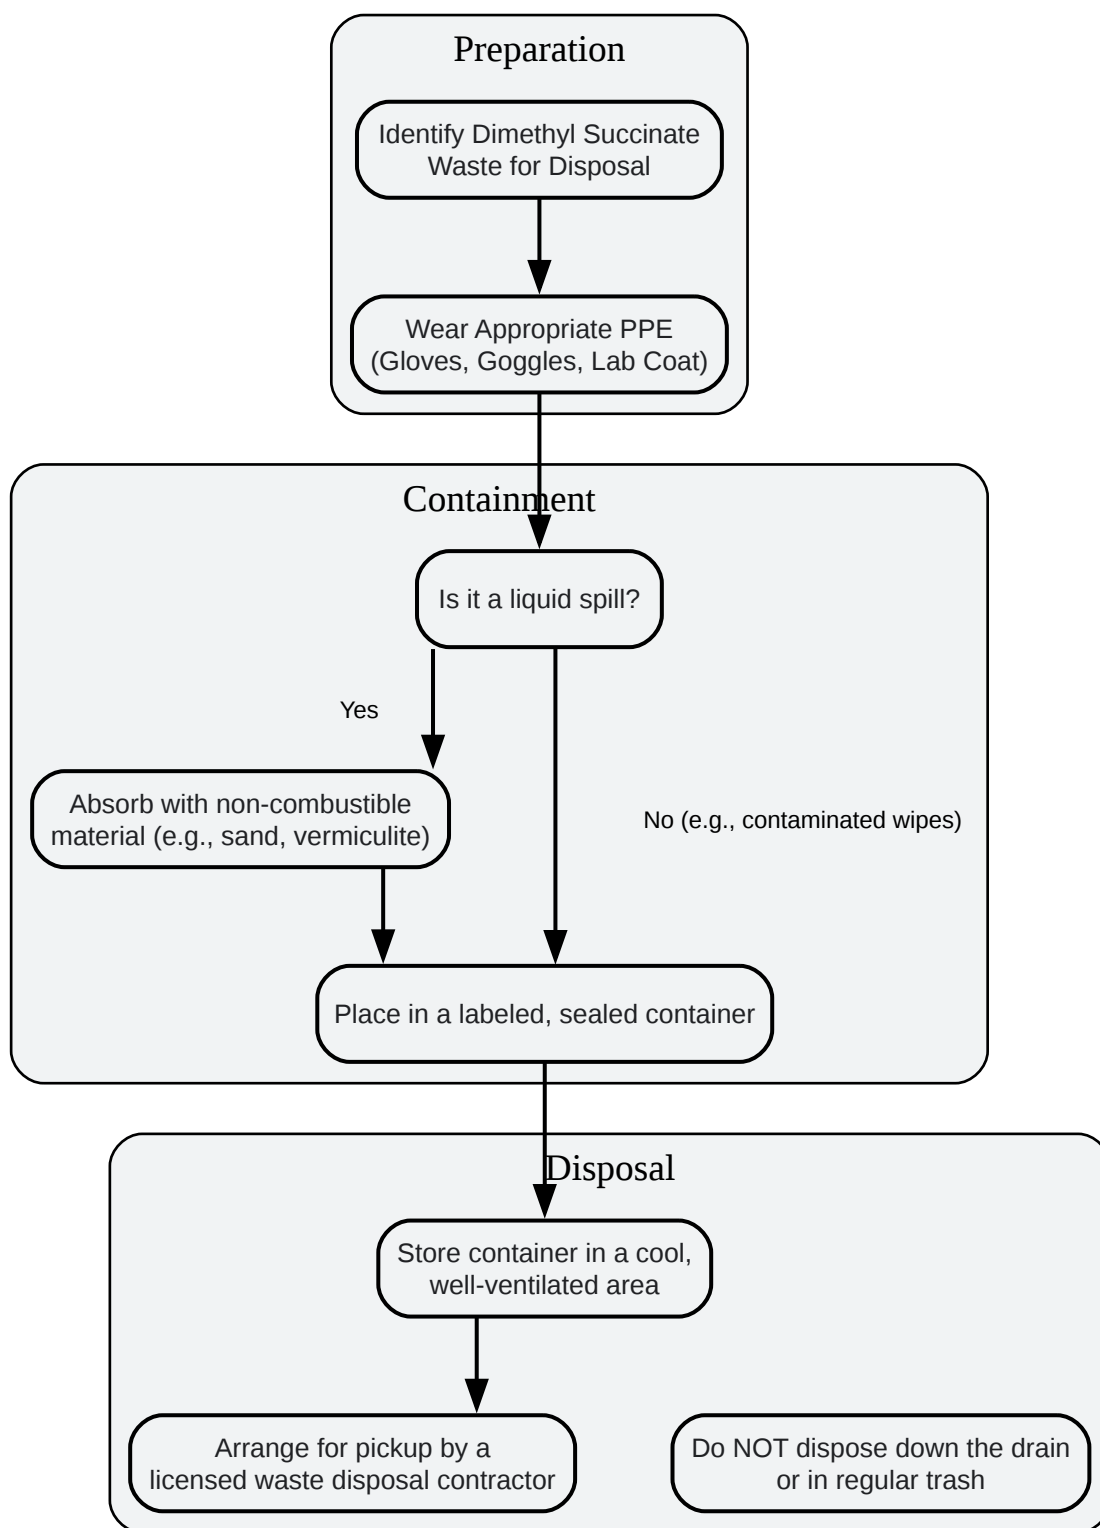 Preparation
Identify Dimethyl Succinate
Waste for Disposal
Wear Appropriate PPE
(Gloves, Goggles, Lab Coat)
Containment
Is it a liquid spill?
Yes
Absorb with non-combustible
material (e.g., sand, vermiculite)
No (e.g., contaminated wipes)
Place in a labeled, sealed container
Disposal
Store container in a cool,
well-ventilated area
Arrange for pickup by a
licensed waste disposal contractor
Do NOT dispose down the drain
or in regular trash